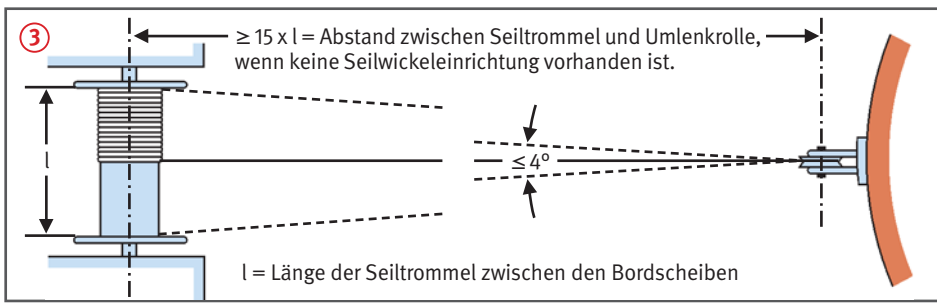 3
≥ 15 x l = Abstand zwischen Seiltrommel und Umlenkrolle,
wenn keine Seilwickeleinrichtung vorhanden ist.
l
≤ 4°
l = Länge der Seiltrommel zwischen den Bordscheiben